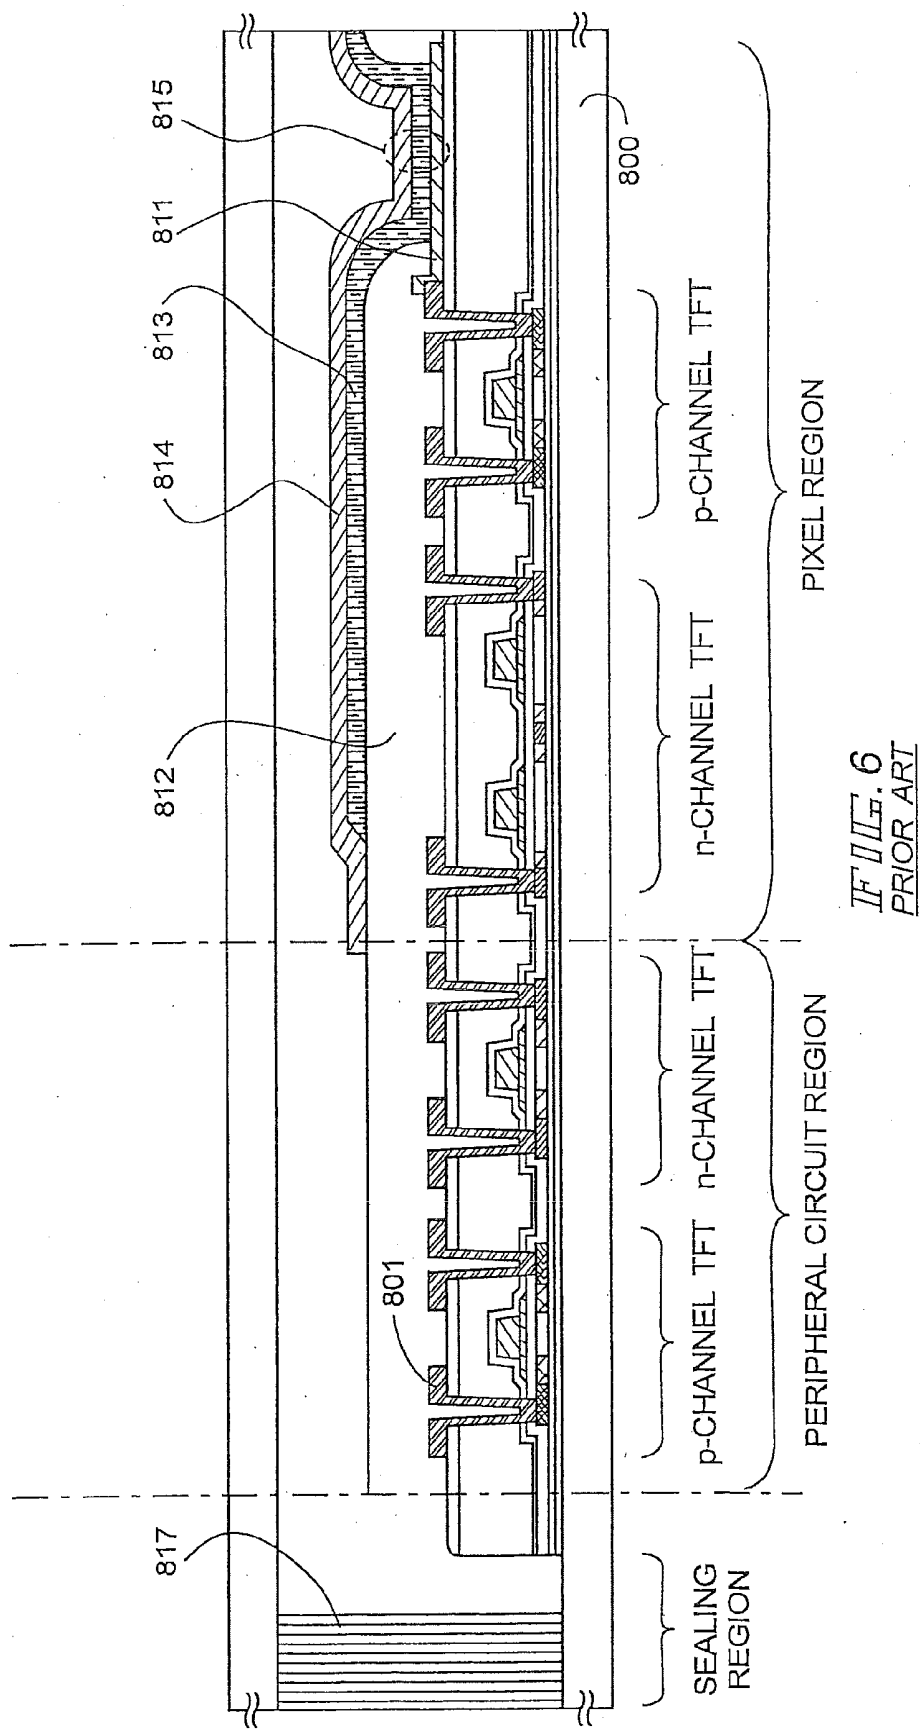 817
801
812
814
813
811
815
800
SEALING
REGION
p-CHANNEL TFT
n-CHANNEL TFT
n-CHANNEL TFT
p-CHANNEL TFT
PERIPHERAL CIRCUIT REGION
PIXEL REGION
FIG. 6
PRIOR ART